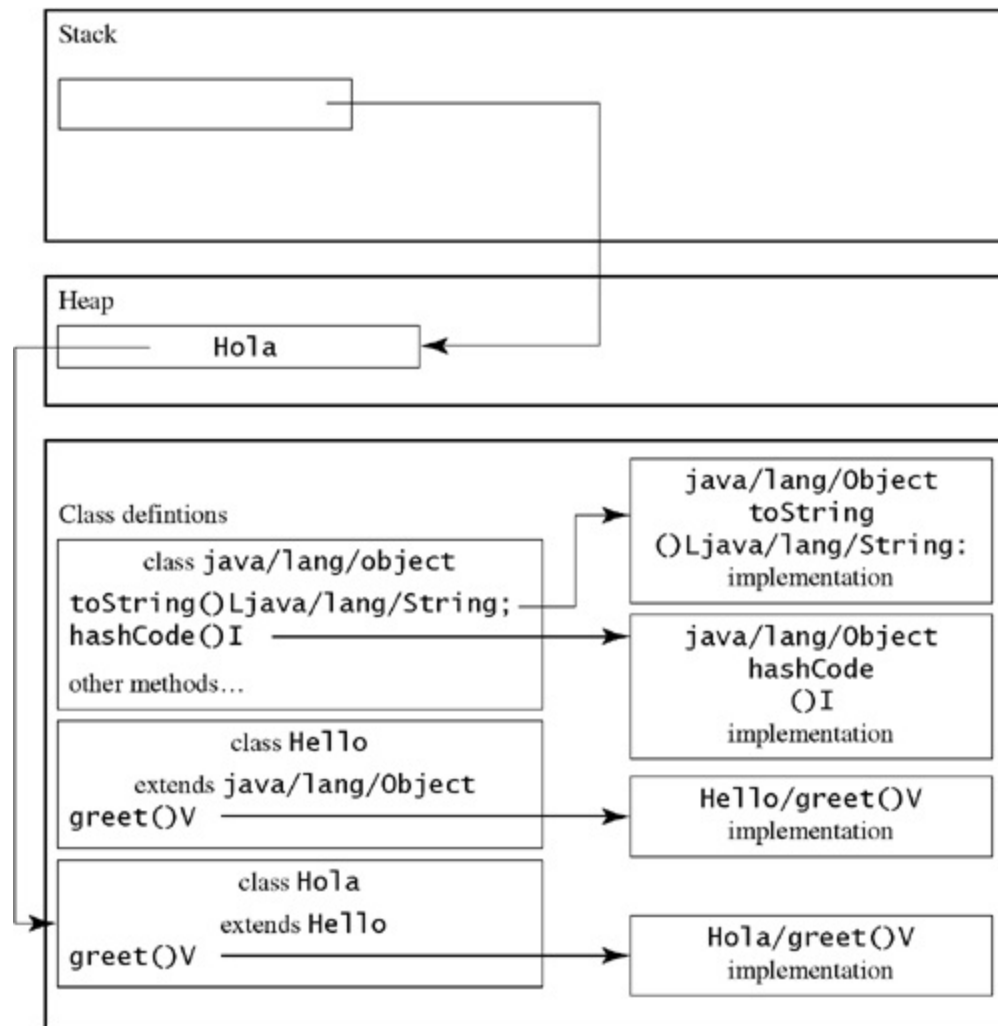 Stack
Heap
Hola
Class defintions
class java/lang/object
toString()Ljava/lang/String;
hashCode()I
other methods...
java/lang/Object
toString
()Ljava/lang/String:
implementation
java/lang/Object
hashCode
()I
implementation
class Hello
extends java/lang/Object
greet()V
Hello/greet()V
implementation
class Hola
extends Hello
greet()V
Hola/greet()V
implementation